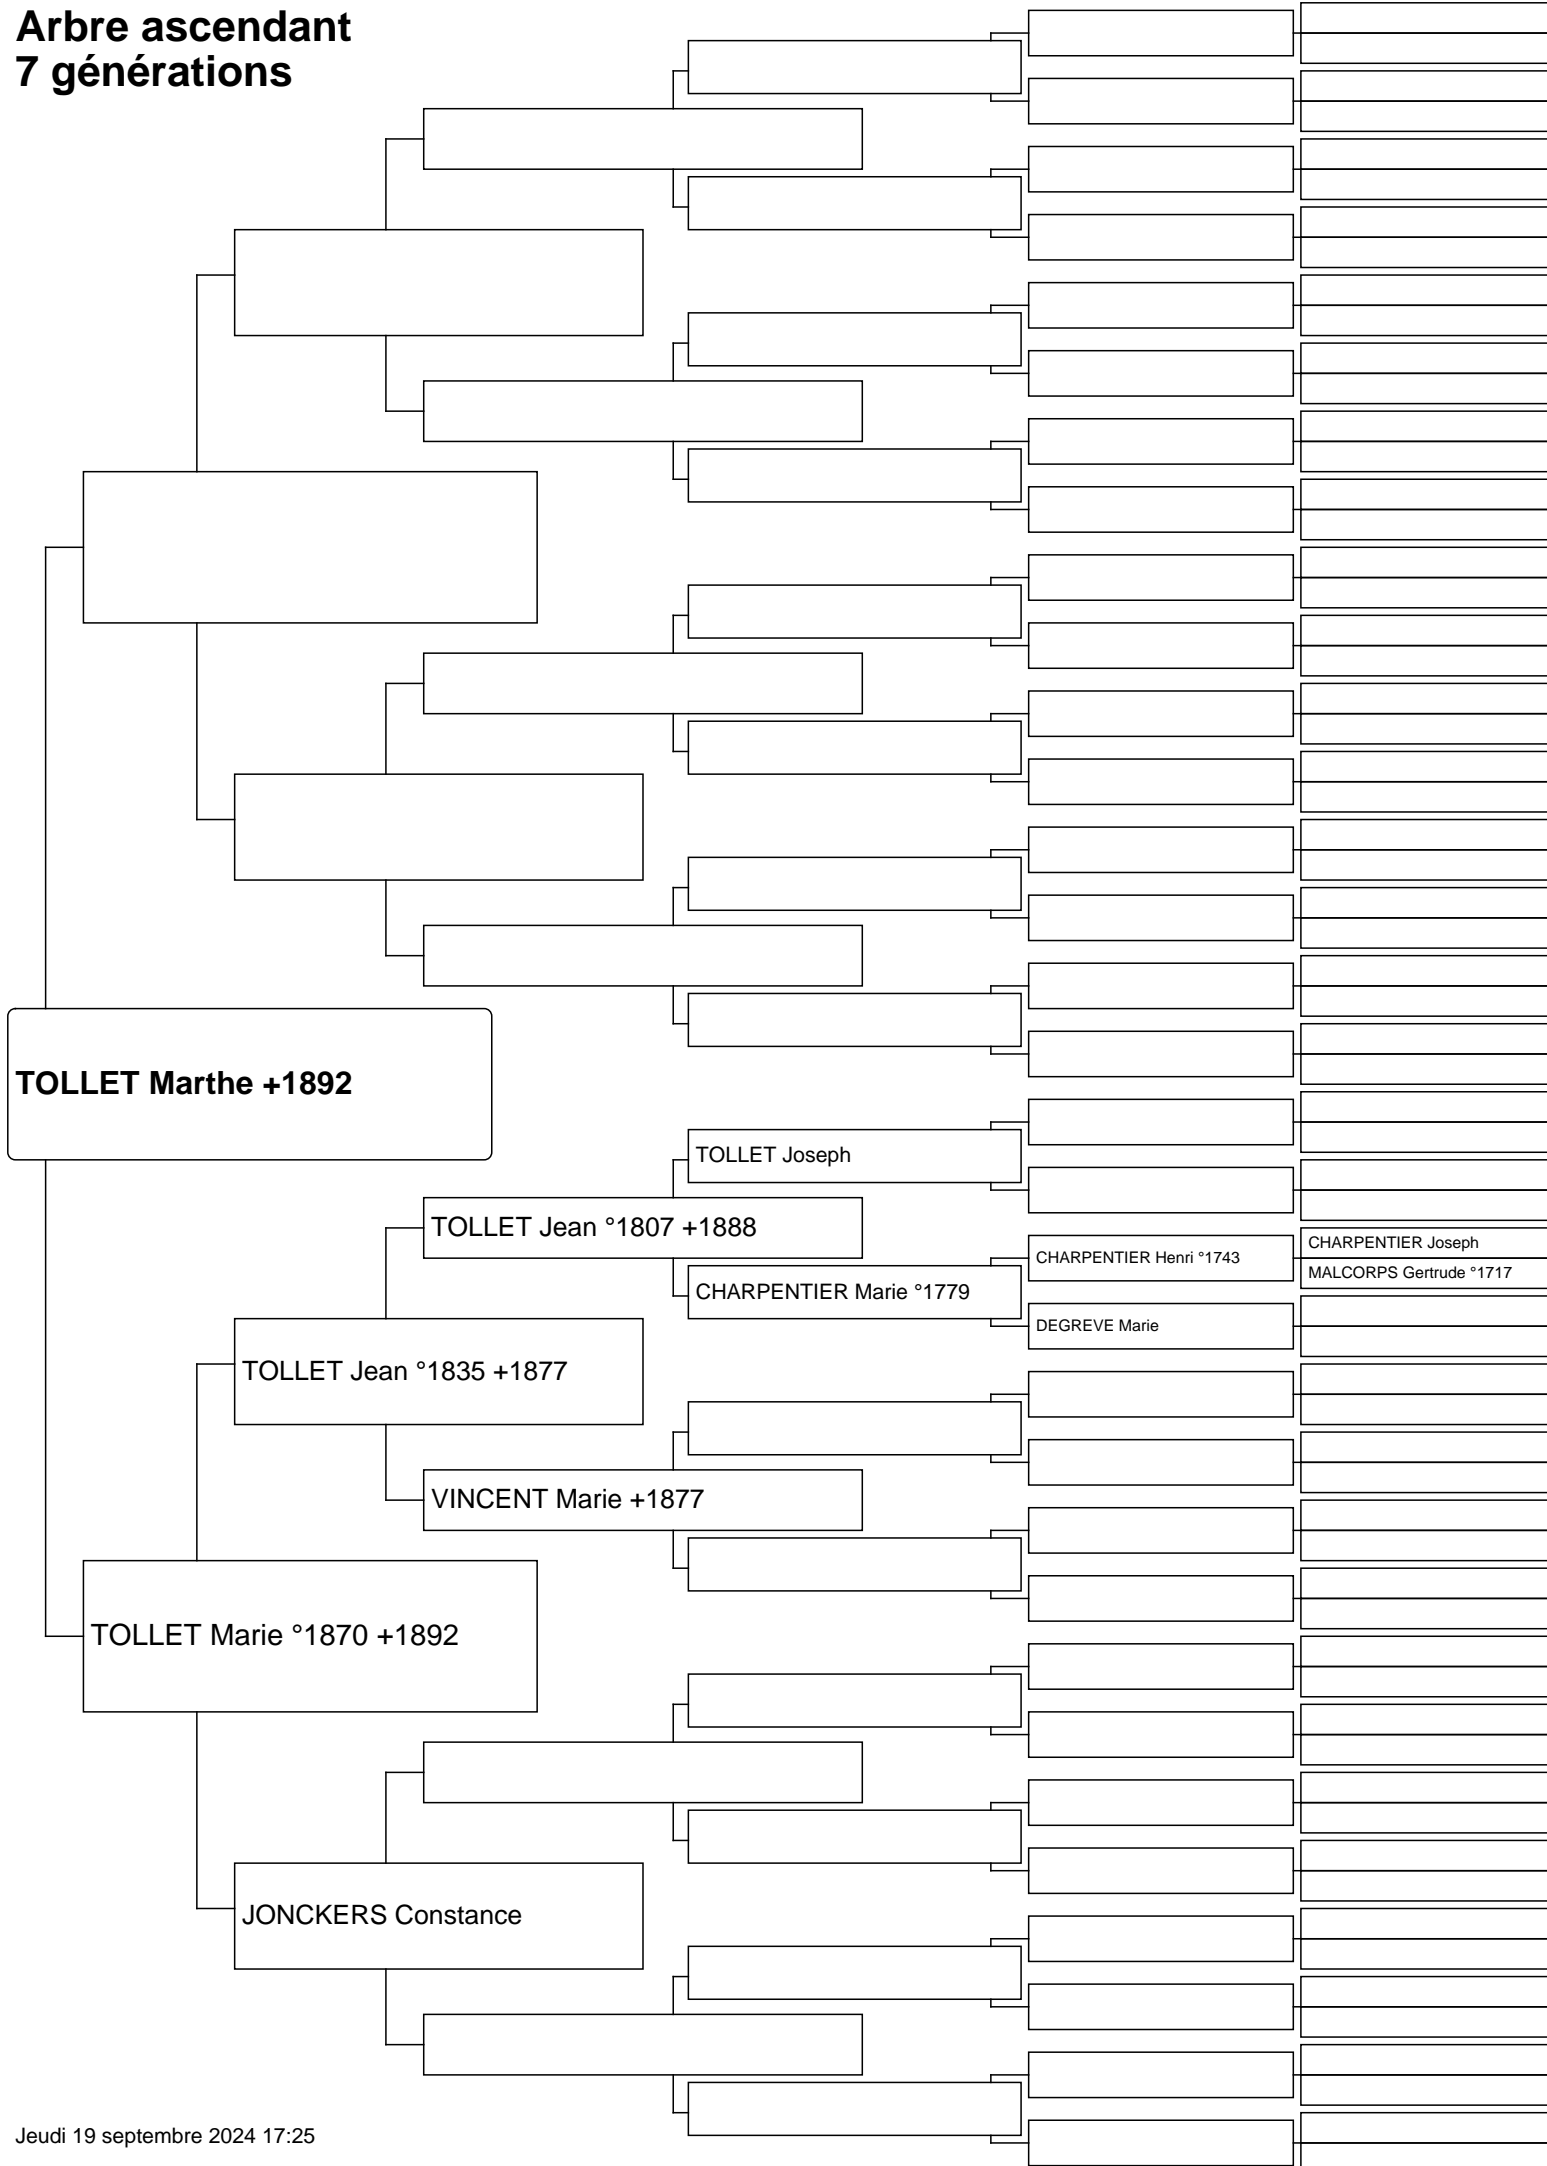 Arbre ascendant
7 générations
TOLLET Marthe +1892
TOLLET Joseph
TOLLET Jean °1807 +1888
CHARPENTIER Joseph
CHARPENTIER Henri °1743
MALCORPS Gertrude °1717
CHARPENTIER Marie °1779
DEGREVE Marie
TOLLET Jean °1835 +1877
VINCENT Marie +1877
TOLLET Marie °1870 +1892
JONCKERS Constance
Jeudi 19 septembre 2024 17:25